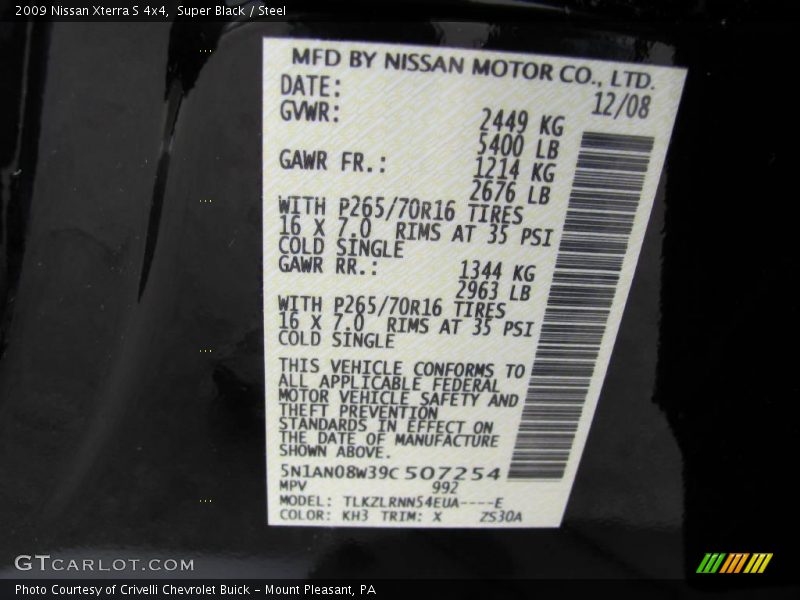 2009 Nissan Xterra S 4x4,  Super Black / Steel
MFD BY NISSAN MOTOR CO., LTD.
DATE: 12/08
GVWR: 2449 KG
5400 LB
GAWR FR.: 1214 KG
2676 LB
WITH P265/70R16 TIRES
16 X 7.0 RIMS AT 35 PSI
COLD SINGLE
GAWR RR.: 1344 KG
2963 LB
WITH P265/70R16 TIRES
16 X 7.0 RIMS AT 35 PSI
COLD SINGLE
THIS VEHICLE CONFORMS TO
ALL APPLICABLE FEDERAL
MOTOR VEHICLE SAFETY AND
THEFT PREVENTION
STANDARDS IN EFFECT ON
THE DATE OF MANUFACTURE
SHOWN ABOVE.
5N1AN08W39C507254
MPV 992
MODEL: TLKZLRNN54EUA----E
COLOR: KH3 TRIM: X ZS30A
GTCARLOT.COM
Photo Courtesy of Crivelli Chevrolet Buick - Mount Pleasant, PA